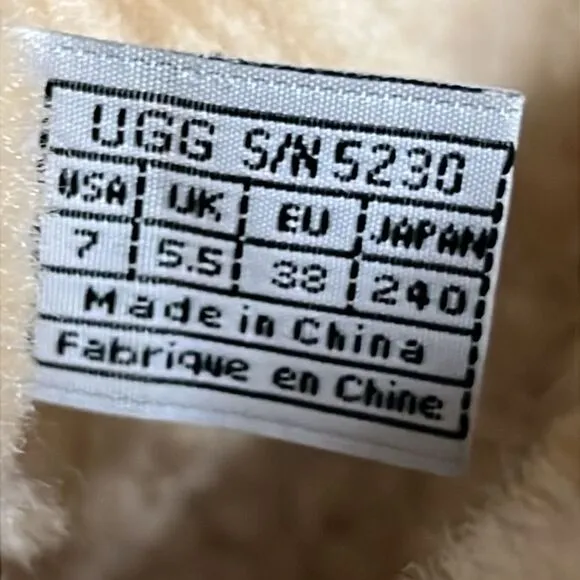 UGG S/N 5230
USA UK EU JAPAN
7 5.5 38 240
Made in China
Fabrique en Chine